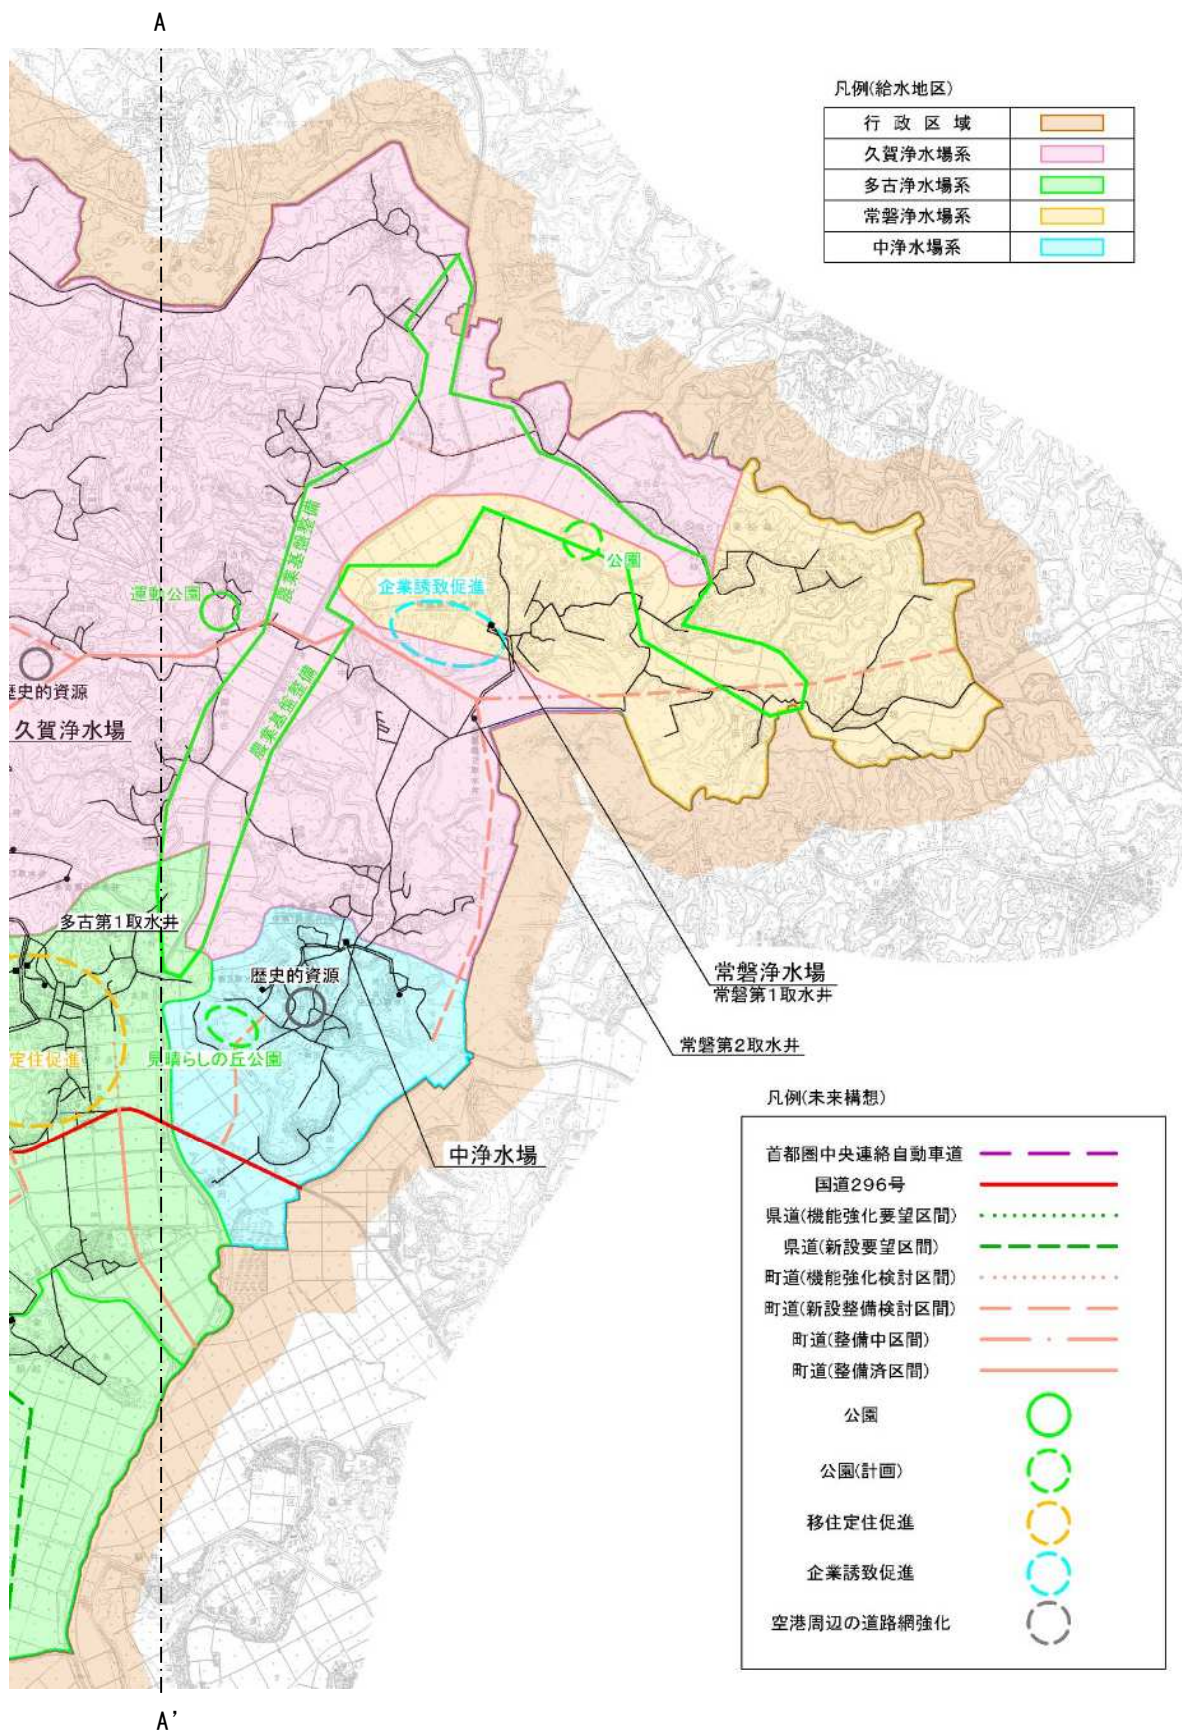 A
凡例(給水地区)
行政区域
久賀浄水場系
多古浄水場系
常磐浄水場系
中浄水場系
農業基盤整備
公園
企業誘致促進
運動公園
農業基盤整備
歴史的資源
久賀浄水場
多古第1取水井
歴史的資源
常磐浄水場
常磐第1取水井
常磐第2取水井
定住促進
見晴らしの丘公園
中浄水場
凡例(未来構想)
首都圏中央連絡自動車道
国道296号
県道(機能強化要望区間)
県道(新設要望区間)
町道(機能強化検討区間)
町道(新設整備検討区間)
町道(整備中区間)
町道(整備済区間)
公園
公園(計画)
移住定住促進
企業誘致促進
空港周辺の道路網強化
A'